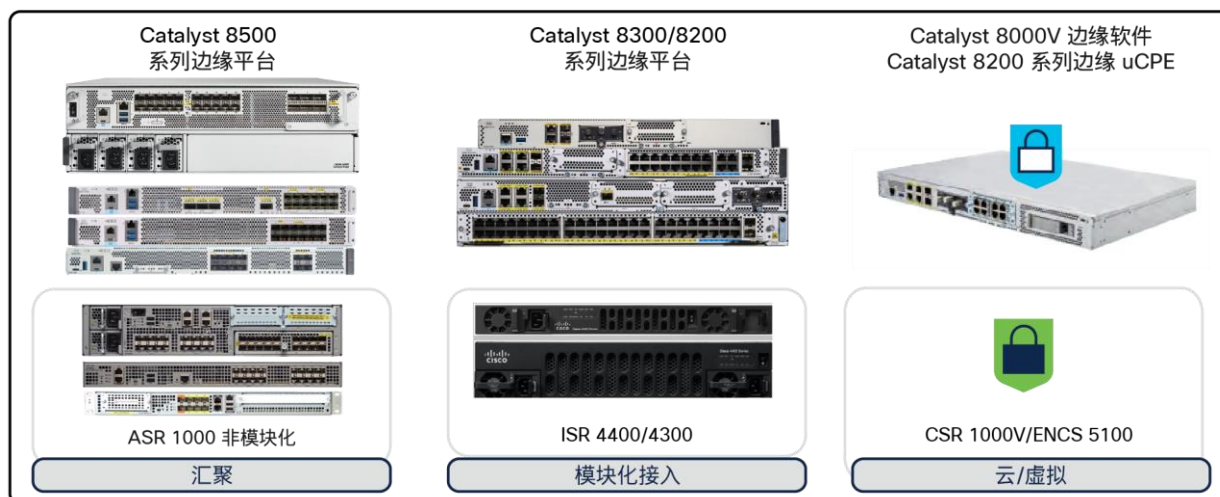 Catalyst 8500
系列边缘平台
Catalyst 8300/8200
系列边缘平台
Catalyst 8000V 边缘软件
Catalyst 8200 系列边缘 uCPE
CISCO
CISCO
ASR 1000 非模块化
ISR 4400/4300
CSR 1000V/ENCS 5100
汇聚
模块化接入
云/虚拟